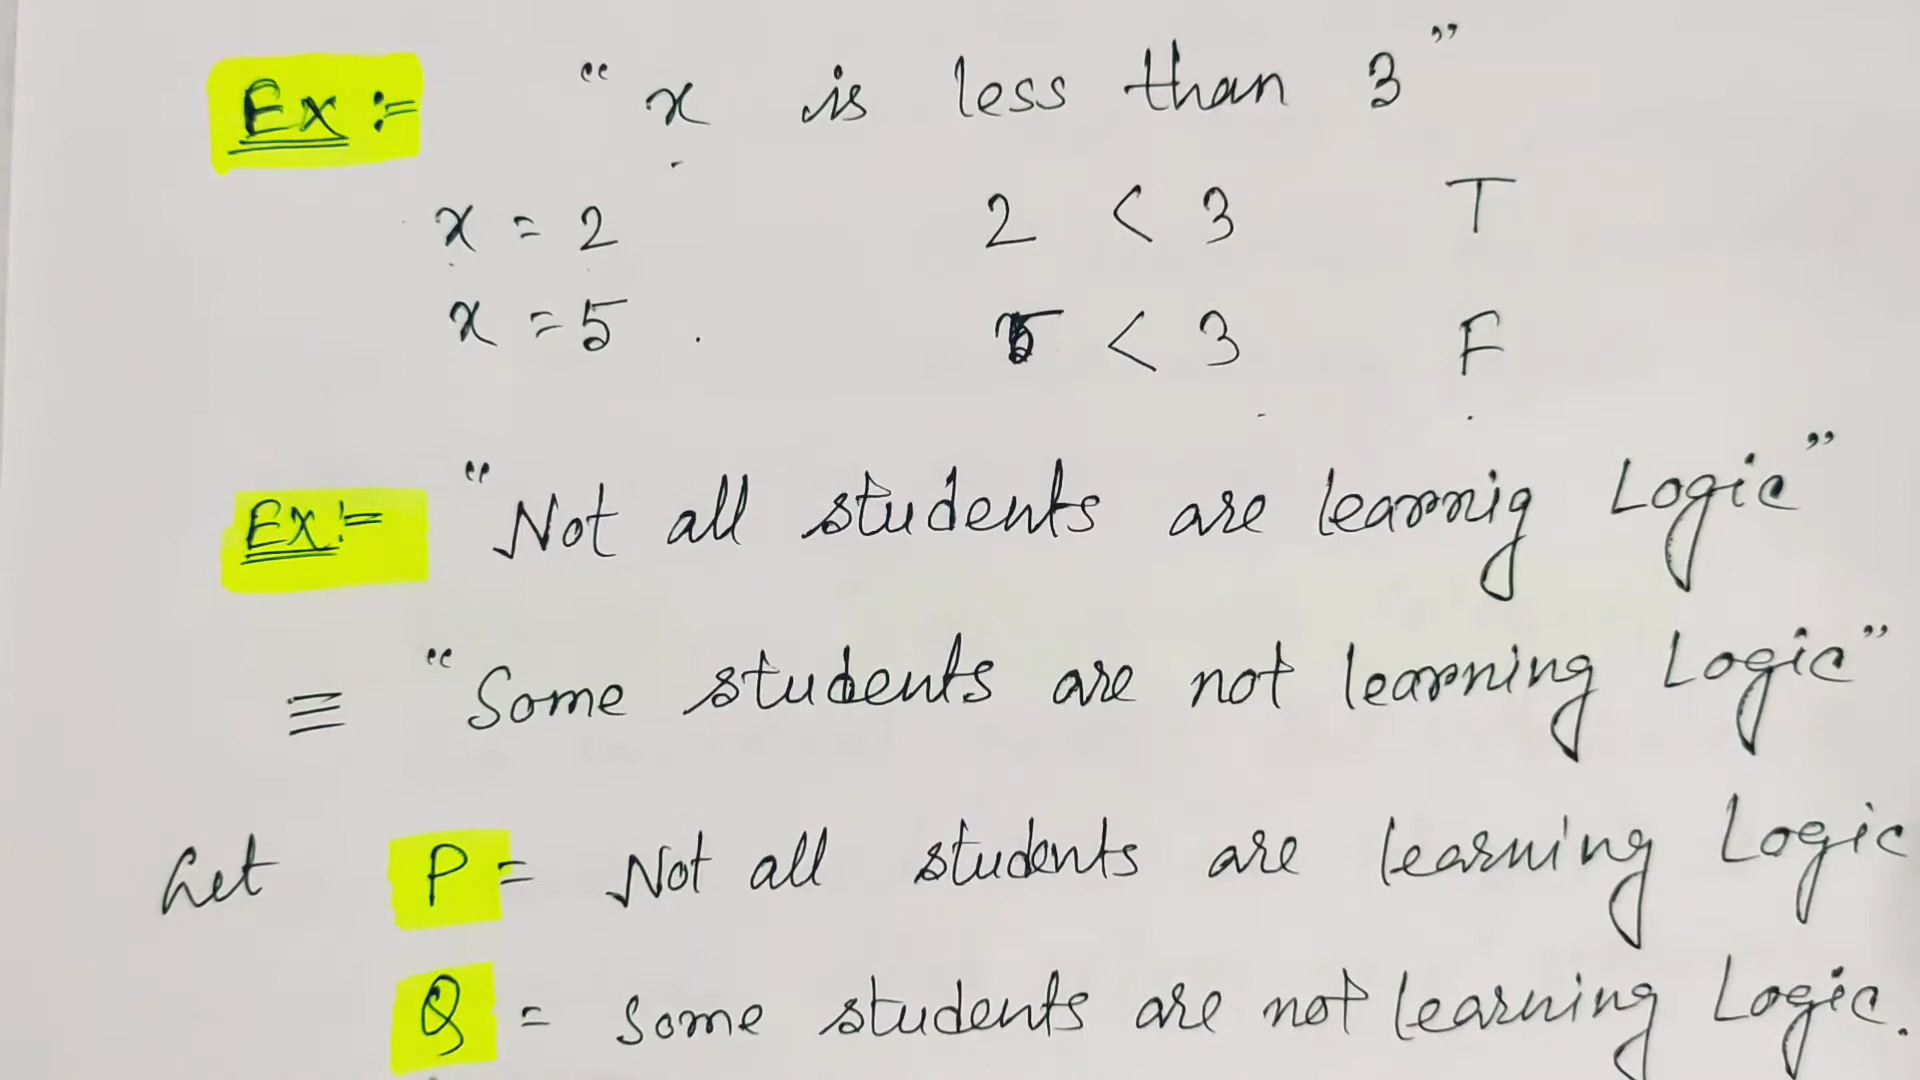 Ex := “x is less than 3”
x = 2 2 < 3 T
x = 5 5 < 3 F
Ex:= “Not all students are learnig Logic”
≡ “Some students are not learning Logic”
Let P = Not all students are learning Logic
Q = Some students are not learning Logic.